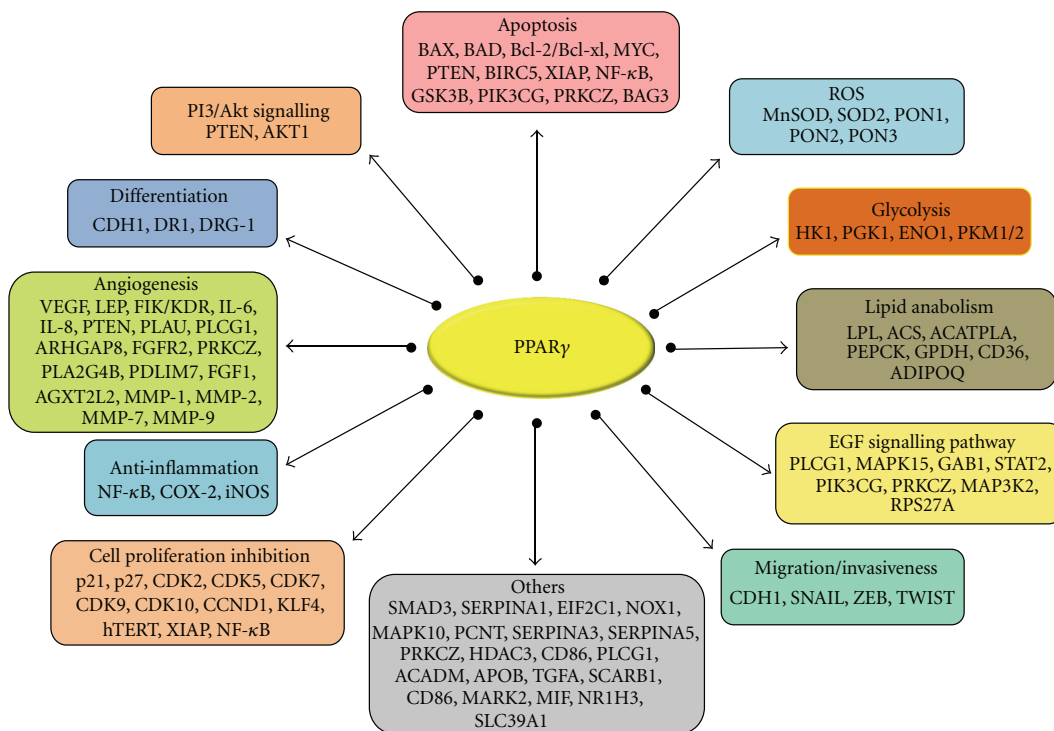 Apoptosis
BAX, BAD, Bcl-2/Bcl-xl, MYC,
PTEN, BIRC5, XIAP, NF-κB,
GSK3B, PIK3CG, PRKCZ, BAG3
PI3/Akt signalling
PTEN, AKT1
ROS
MnSOD, SOD2, PON1,
PON2, PON3
Differentiation
CDH1, DR1, DRG-1
Glycolysis
HK1, PGK1, ENO1, PKM1/2
Angiogenesis
VEGF, LEP, FIK/KDR, IL-6,
IL-8, PTEN, PLAU, PLCG1,
ARHGAP8, FGFR2, PRKCZ,
PLA2G4B, PDLIM7, FGF1,
AGXT2L2, MMP-1, MMP-2,
MMP-7, MMP-9
PPARγ
Lipid anabolism
LPL, ACS, ACATPLA,
PEPCK, GPDH, CD36,
ADIPOQ
Anti-inflammation
NF-κB, COX-2, iNOS
EGF signalling pathway
PLCG1, MAPK15, GAB1, STAT2,
PIK3CG, PRKCZ, MAP3K2,
RPS27A
Cell proliferation inhibition
p21, p27, CDK2, CDK5, CDK7,
CDK9, CDK10, CCND1, KLF4,
hTERT, XIAP, NF-κB
Others
SMAD3, SERPINA1, EIF2C1, NOX1,
MAPK10, PCNT, SERPINA3, SERPINA5,
PRKCZ, HDAC3, CD86, PLCG1,
ACADM, APOB, TGFA, SCARB1,
CD86, MARK2, MIF, NR1H3,
SLC39A1
Migration/invasiveness
CDH1, SNAIL, ZEB, TWIST